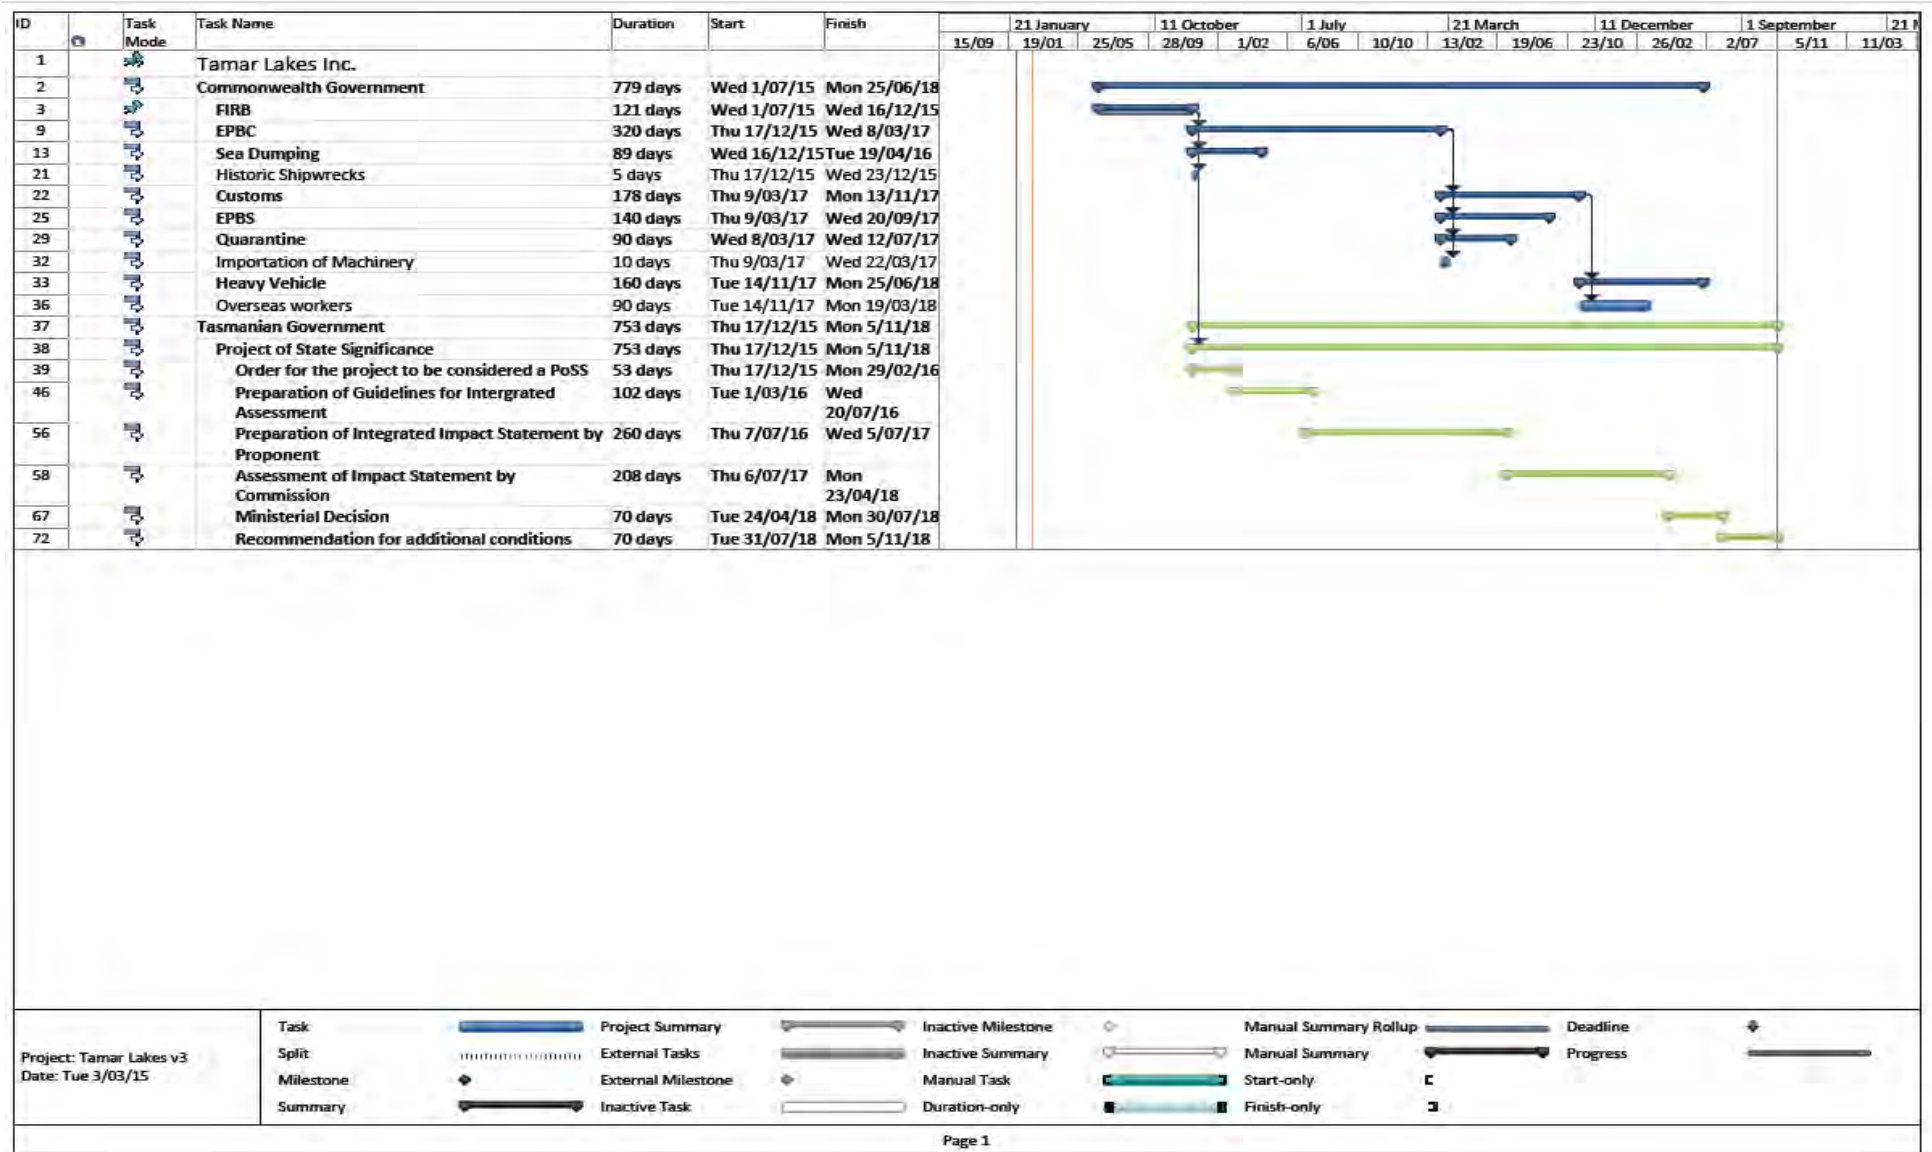 ID Task Mode Task Name Duration Start Finish
21 January 11 October 1 July 21 March 11 December 1 September
15/09 19/01 25/05 28/09 1/02 6/06 10/10 13/02 19/06 23/10 26/02 2/07 5/11 11/03
1 Tamar Lakes Inc.
2 Commonwealth Government 779 days Wed 1/07/15 Mon 25/06/18
3 FIRB 121 days Wed 1/07/15 Wed 16/12/15
9 EPBC 320 days Thu 17/12/15 Wed 8/03/17
13 Sea Dumping 89 days Wed 16/12/15 Tue 19/04/16
21 Historic Shipwrecks 5 days Thu 17/12/15 Wed 23/12/15
22 Customs 178 days Thu 9/03/17 Mon 13/11/17
25 EPBS 140 days Thu 9/03/17 Wed 20/09/17
29 Quarantine 90 days Wed 8/03/17 Wed 12/07/17
32 Importation of Machinery 10 days Thu 9/03/17 Wed 22/03/17
33 Heavy Vehicle 160 days Tue 14/11/17 Mon 25/06/18
36 Overseas workers 90 days Tue 14/11/17 Mon 19/03/18
37 Tasmanian Government 753 days Thu 17/12/15 Mon 5/11/18
38 Project of State Significance 753 days Thu 17/12/15 Mon 5/11/18
39 Order for the project to be considered a PoSS 53 days Thu 17/12/15 Mon 29/02/16
46 Preparation of Guidelines for Intergrated 102 days Tue 1/03/16 Wed
Assessment 20/07/16
56 Preparation of Integrated Impact Statement by 260 days Thu 7/07/16 Wed 5/07/17
Proponent
58 Assessment of Impact Statement by 208 days Thu 6/07/17 Mon
Commission 23/04/18
67 Ministerial Decision 70 days Tue 24/04/18 Mon 30/07/18
72 Recommendation for additional conditions 70 days Tue 31/07/18 Mon 5/11/18
Project: Tamar Lakes v3
Date: Tue 3/03/15
Task Project Summary Inactive Milestone Manual Summary Rollup Deadline
Split External Tasks Inactive Summary Manual Summary Progress
Milestone External Milestone Manual Task Start-only
Summary Inactive Task Duration-only Finish-only
Page 1